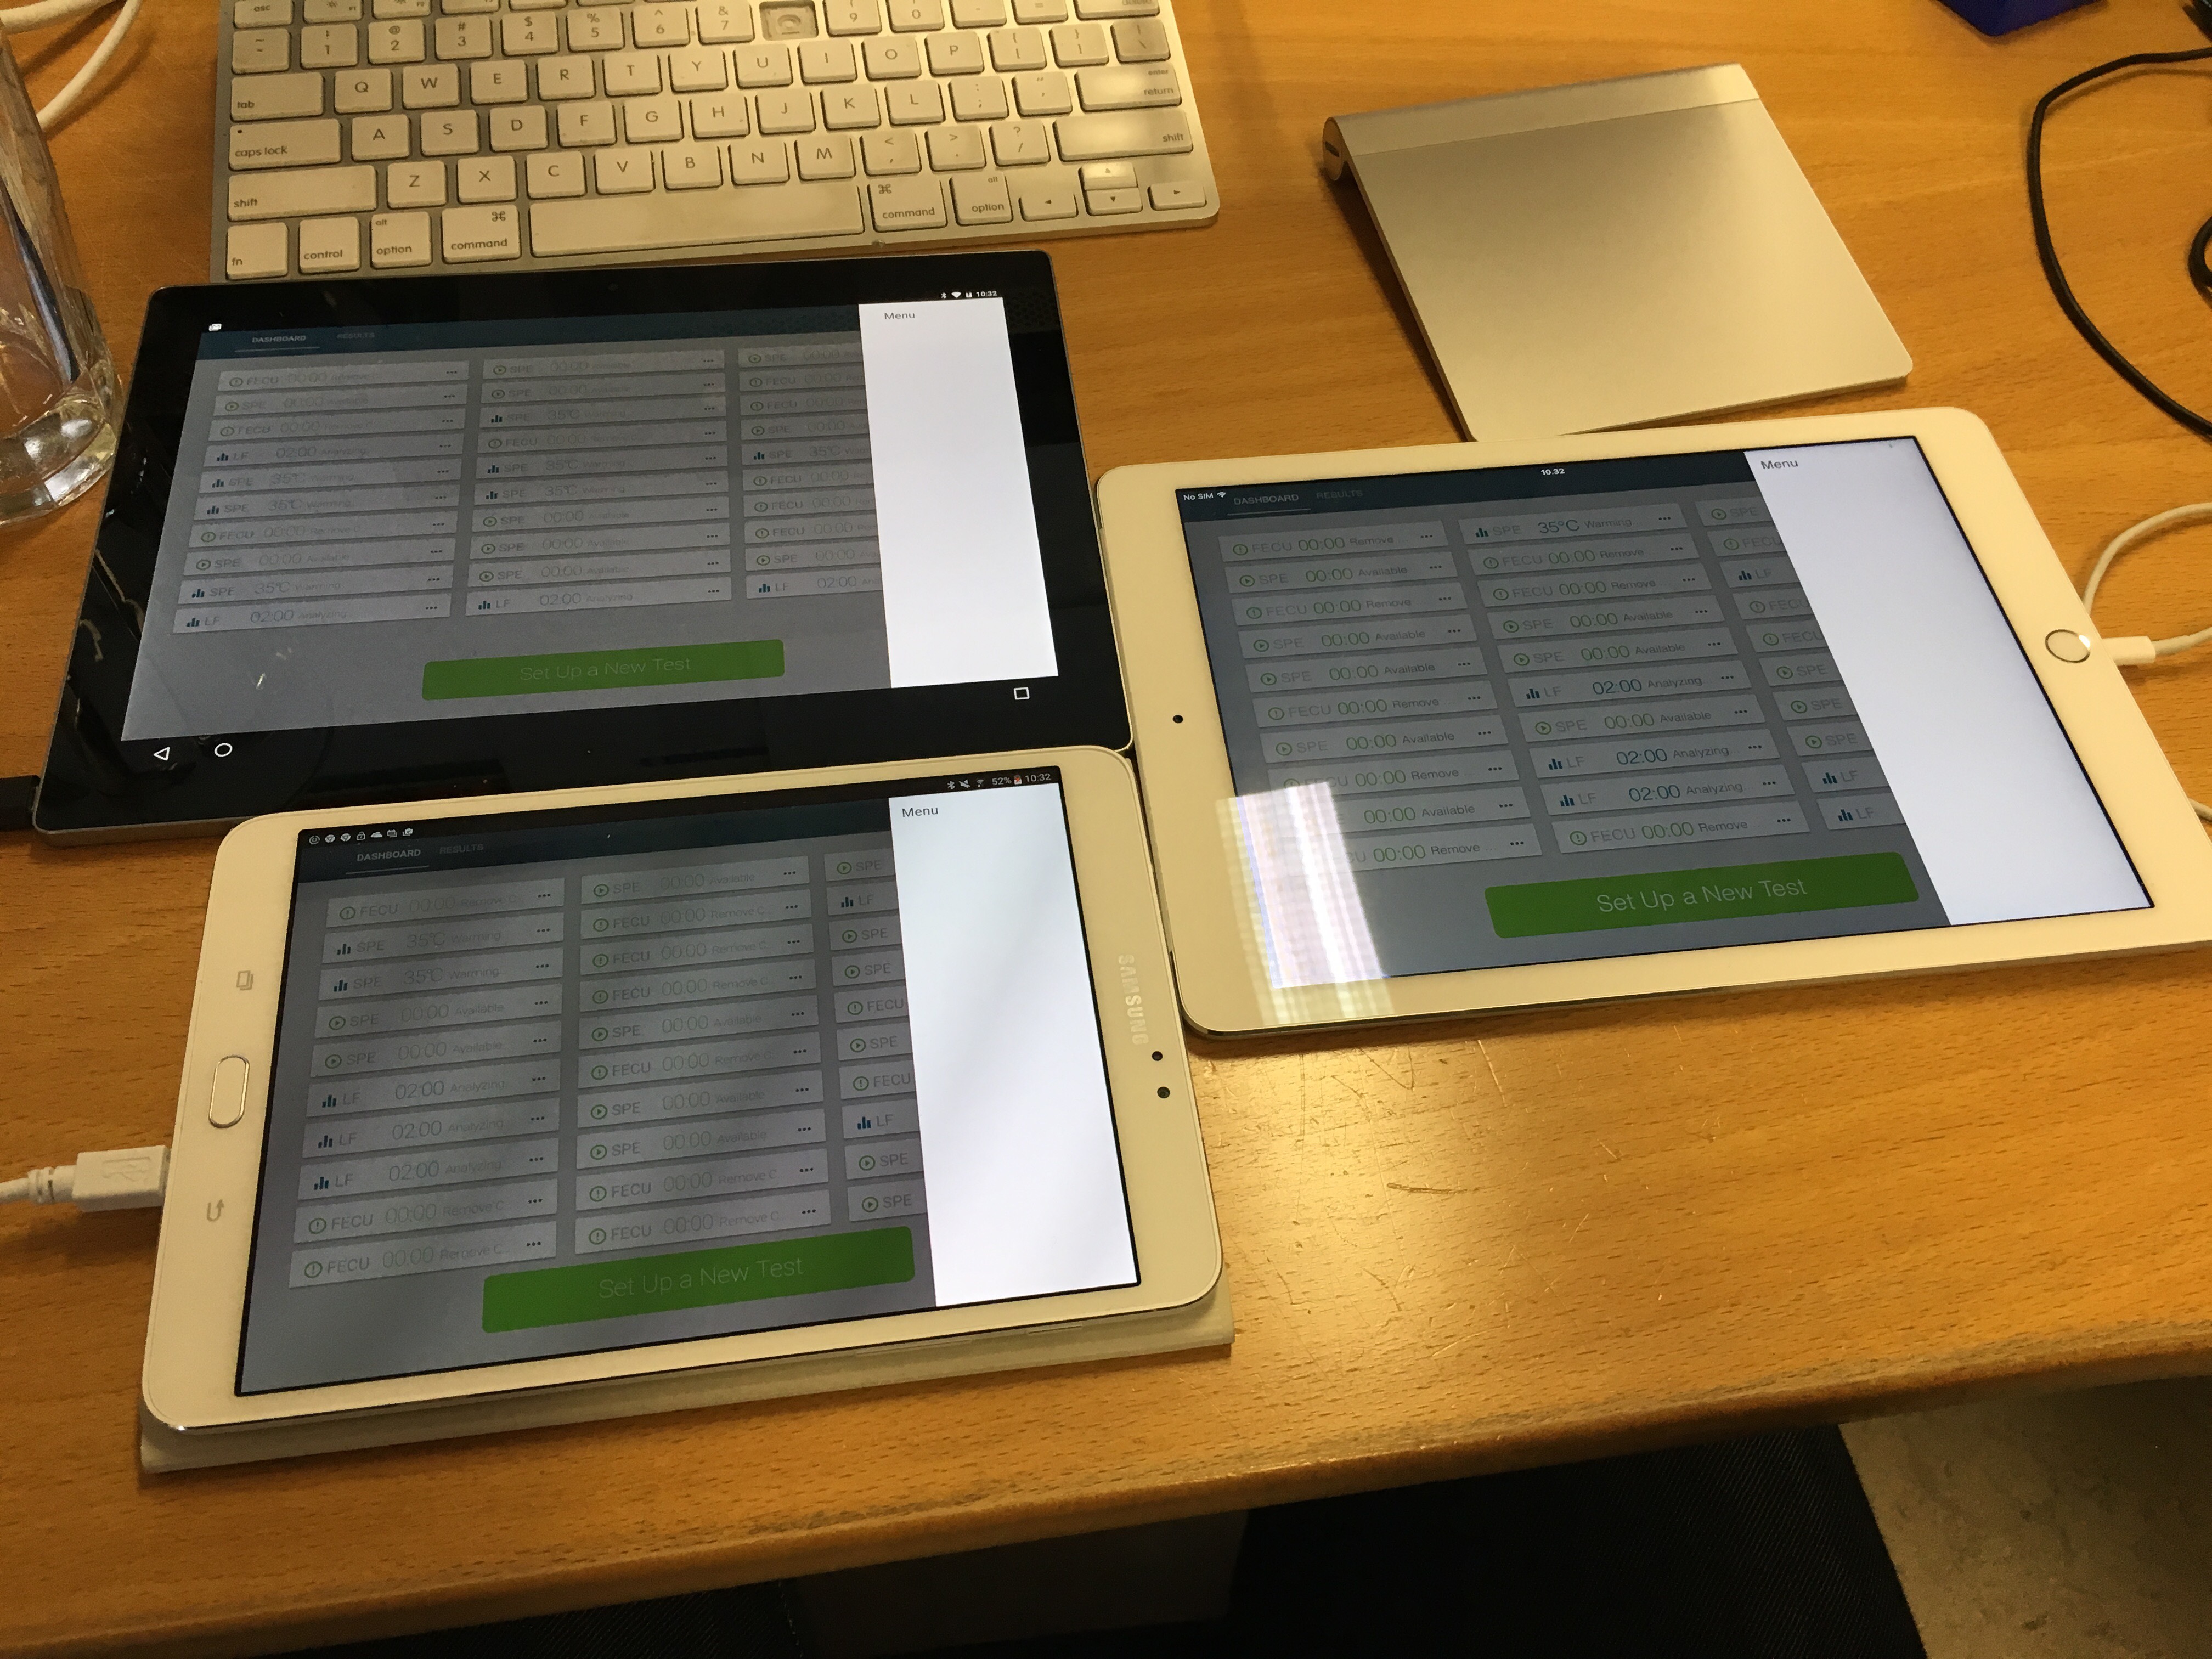 esc
~ ! 1 @ 2 # 3 $ 4 % 5 ^ 6 & 7 ( 9 ) 0
tab Q W E R T Y U I O P { [ } ] | \
caps lock A S D F G H J K L : ; " ' enter return
shift Z X C V B N M < , > . ? / shift
fn control alt option ⌘ command ⌘ command alt option
10:32
DASHBOARD RESULTS
Menu
FECU 00:00 Remove C...
SPE 00:00 Available
FECU 00:00
LF 02:00 Analyzing...
SPE 35°C Warming
SPE 35°C Warming
FECU 00:00 Remove C...
SPE 00:00 Available
SPE 35°C Warming
LF 02:00 Analyzing...
SPE 00:00 Available
SPE 00:00 Available
SPE 35°C Warming
FECU 00:00
SPE 35°C Warming
SPE 35°C Warming
SPE 00:00 Available
SPE 00:00 Available
SPE 00:00 Available
LF 02:00 Analyzing...
SPE 00:00
FECU 00:00
FECU 00:00
SPE 00:00
SPE 35°C
FECU 00:00
FECU 00:00
FECU 00:00
SPE 00:00
LF 02:00
Set Up a New Test
No SIM
10.32
DASHBOARD RESULTS
Menu
FECU 00:00 Remove
SPE 00:00 Available
FECU 00:00 Remove
SPE 00:00 Available
SPE 00:00 Available
FECU 00:00 Remove
SPE 00:00 Available
FECU 00:00 Remove
00:00 Available
CU 00:00 Remove
SPE 35°C Warming
FECU 00:00 Remove
FECU 00:00 Remove
SPE 00:00 Available
SPE 00:00 Available
LF 02:00 Analyzing...
SPE 00:00 Available
LF 02:00 Analyzing...
LF 02:00 Analyzing...
FECU 00:00 Remove
SPE
FECU
LF
FECU
FECU
SPE
SPE
SPE
LF
LF
Set Up a New Test
52% 10:32
DASHBOARD RESULTS
Menu
FECU 00:00 Remove C...
SPE 35°C Warming
SPE 35°C Warming
SPE 00:00 Available
SPE 00:00 Available
LF 02:00 Analyzing...
LF 02:00 Analyzing...
LF 02:00 Analyzing...
FECU 00:00 Remove C...
FECU 00:00 Remove C...
SPE 00:00 Available
FECU 00:00 Remove C...
FECU 00:00 Remove C...
FECU 00:00 Remove C...
SPE 00:00 Available
FECU 00:00 Remove C...
SPE 00:00 Available
SPE 00:00 Available
FECU 00:00 Remove C...
FECU 00:00 Remove C...
SPE
LF
SPE
SPE
FECU
SPE
FECU
LF
SPE
SPE
Set Up a New Test
SAMSUNG